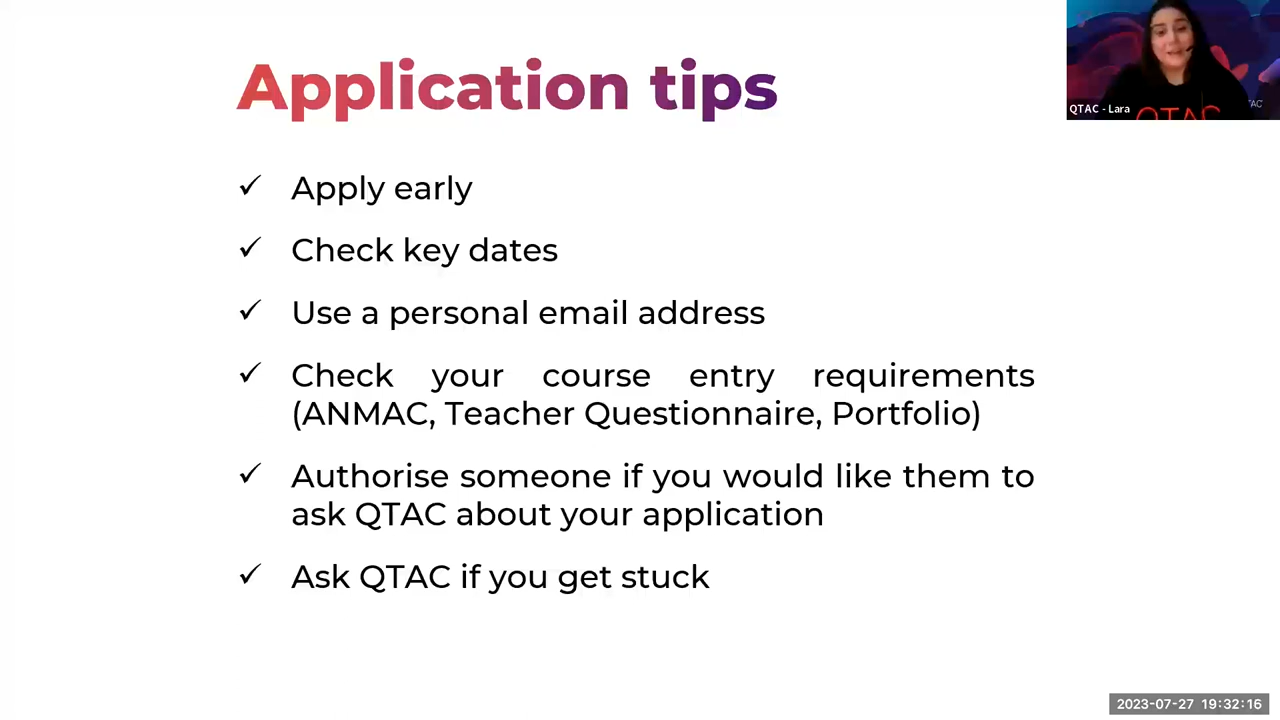 Application tips
✓ Apply early
✓ Check key dates
✓ Use a personal email address
✓ Check your course entry requirements
(ANMAC, Teacher Questionnaire, Portfolio)
✓ Authorise someone if you would like them to
ask QTAC about your application
✓ Ask QTAC if you get stuck
QTAC - Lara
QTAC
2023-07-27 19:32:16